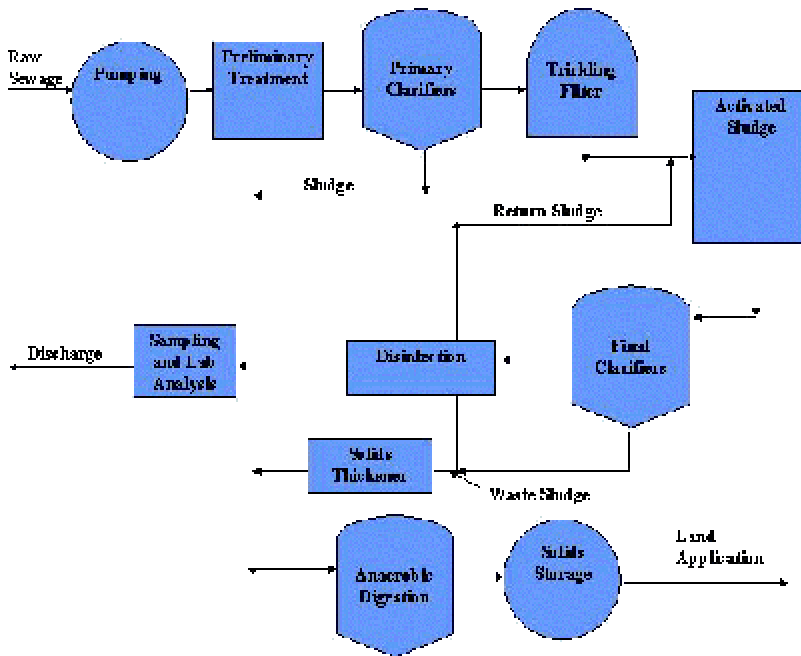 Raw
Sewage
Pumping
Preliminary
Treatment
Primary
Clarifiers
Trickling
Filter
Activated
Sludge
Sludge
Return Sludge
Discharge
Sampling
and Lab
Analysis
Disinfection
Final
Clarifiers
Solids
Thickener
Waste Sludge
Anaerobic
Digestion
Solids
Storage
Land
Application